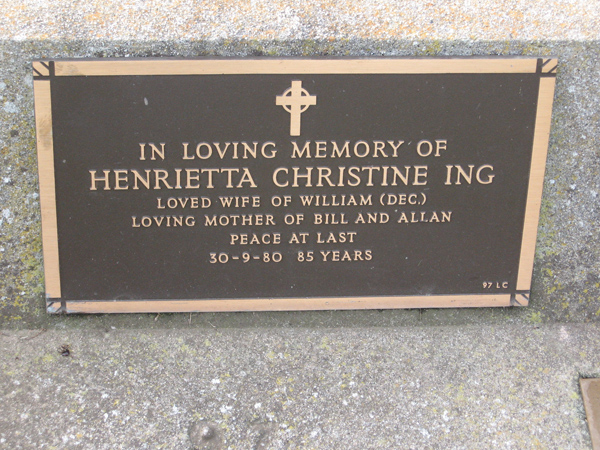 IN LOVING MEMORY OF
HENRIETTA CHRISTINE ING
LOVED WIFE OF WILLIAM (DEC.)
LOVING MOTHER OF BILL AND ALLAN
PEACE AT LAST
30-9-80 85 YEARS
97 LC